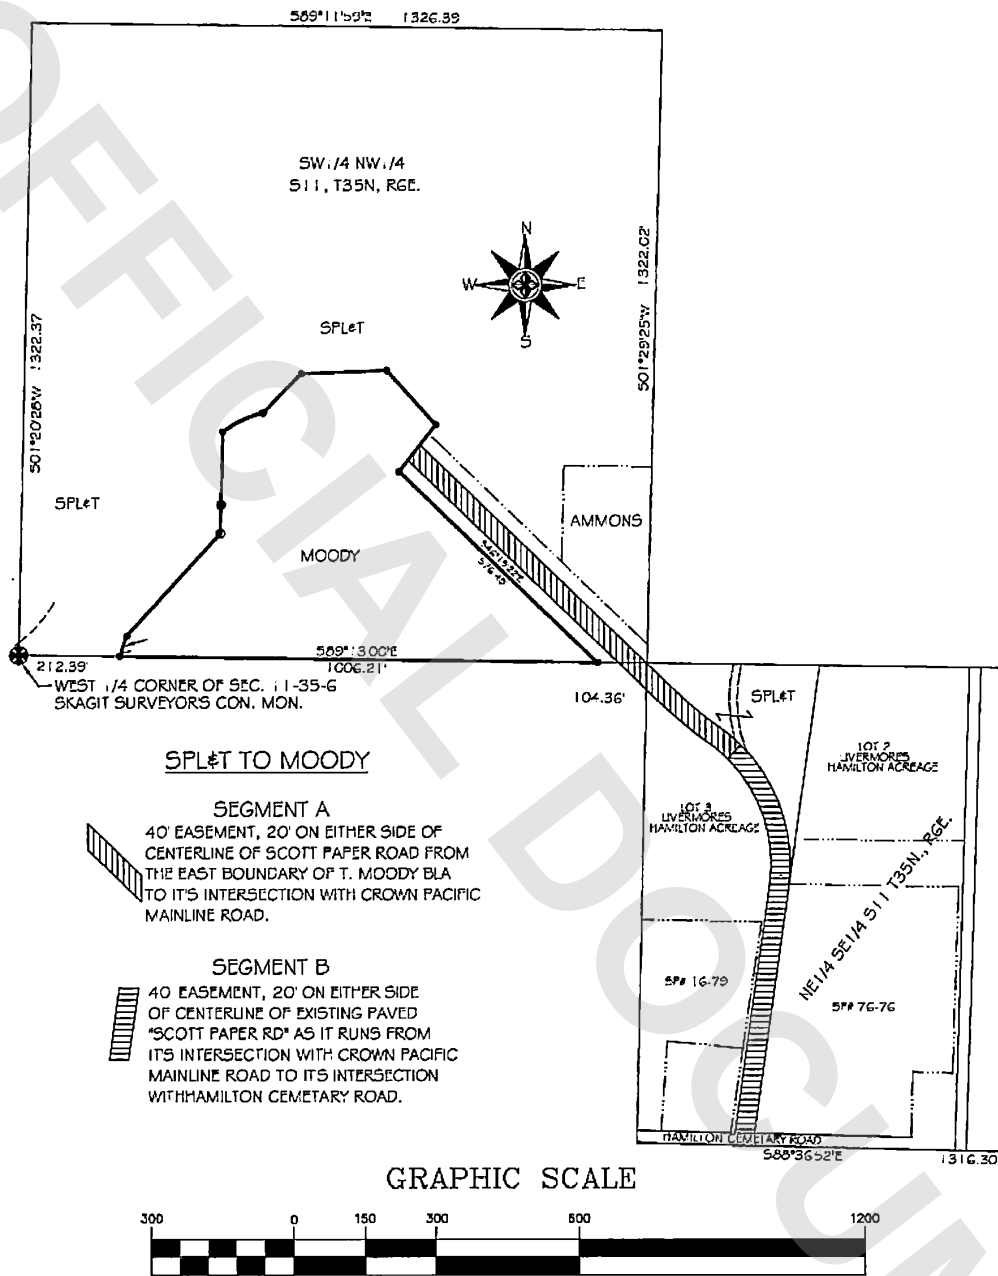 S89°11'59"E 1326.39
SW1/4 NW1/4
S11, T35N, RGE.
N
W E
S
SPL&T
S01°29'25"W 1322.02'
S01°20'28"W 1322.37
SPL&T
AMMONS
MOODY
576.45'
S89°13'00"E
1006.21'
212.39'
WEST 1/4 CORNER OF SEC. 11-35-6
SKAGIT SURVEYORS CON. MON.
104.36'
SPL&T
LOT 2
LIVERMORES
HAMILTON ACREAGE
LOT 3
LIVERMORES
HAMILTON ACREAGE
NE1/4 SE1/4 S11 T35N., RGE.
SP# 16-79
SP# 76-76
HAMILTON CEMETARY ROAD
S88°36'52"E
1316.30
SPL&T TO MOODY
SEGMENT A
40' EASEMENT, 20' ON EITHER SIDE OF
CENTERLINE OF SCOTT PAPER ROAD FROM
THE EAST BOUNDARY OF T. MOODY BLA
TO IT'S INTERSECTION WITH CROWN PACIFIC
MAINLINE ROAD.
SEGMENT B
40 EASEMENT, 20' ON EITHER SIDE
OF CENTERLINE OF EXISTING PAVED
"SCOTT PAPER RD" AS IT RUNS FROM
ITS INTERSECTION WITH CROWN PACIFIC
MAINLINE ROAD TO ITS INTERSECTION
WITHHAMILTON CEMETARY ROAD.
GRAPHIC SCALE
300 0 150 300 600 1200
OFFICIAL DOCUM